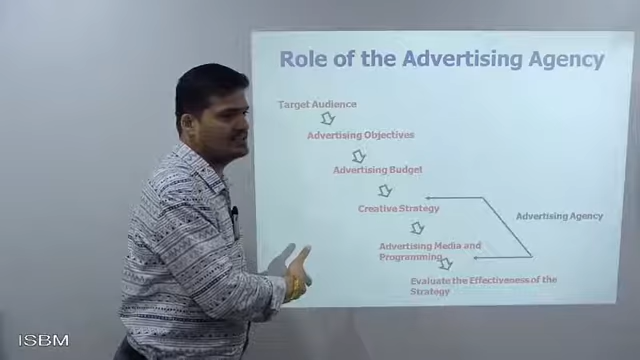 Role of the Advertising Agency
Target Audience
Advertising Objectives
Advertising Budget
Creative Strategy
Advertising Agency
Advertising Media and
Programming
Evaluate the Effectiveness of the
Strategy
ISBM